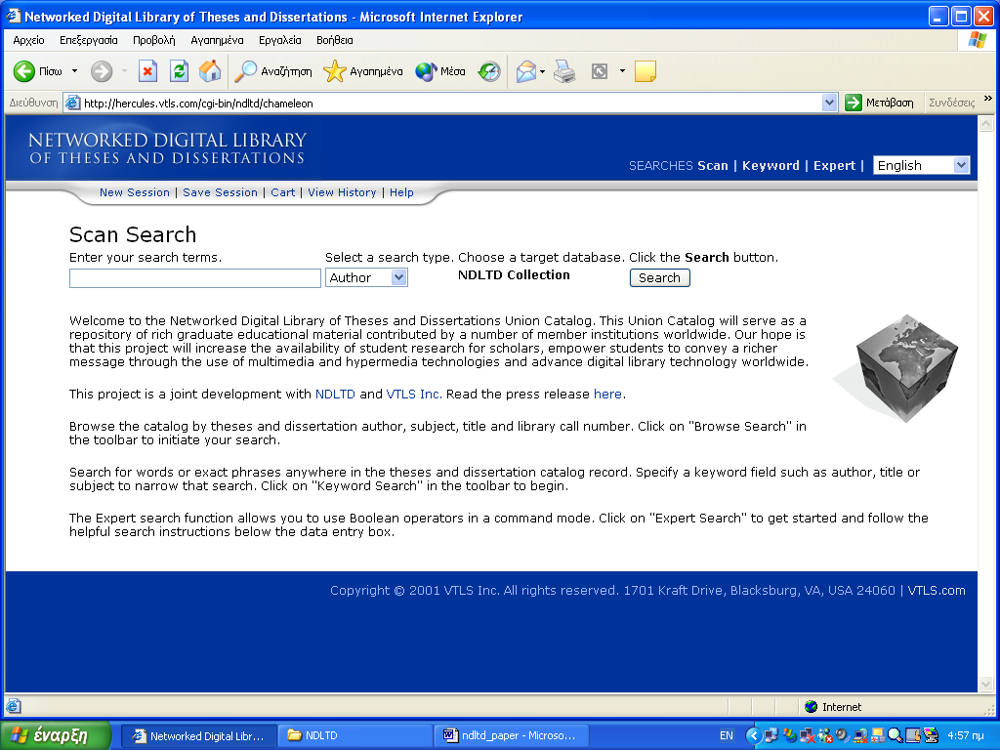 Networked Digital Library of Theses and Dissertations - Microsoft Internet Explorer
Αρχείο Επεξεργασία Προβολή Αγαπημένα Εργαλεία Βοήθεια
Πίσω Αναζήτηση Αγαπημένα Μέσα
Διεύθυνση http://hercules.vtls.com/cgi-bin/ndltd/chameleon Μετάβαση Συνδέσεις »
NETWORKED DIGITAL LIBRARY
OF THESES AND DISSERTATIONS
SEARCHES Scan | Keyword | Expert | English
New Session | Save Session | Cart | View History | Help
Scan Search
Enter your search terms. Select a search type. Choose a target database. Click the Search button.
Author NDLTD Collection Search
Welcome to the Networked Digital Library of Theses and Dissertations Union Catalog. This Union Catalog will serve as a
repository of rich graduate educational material contributed by a number of member institutions worldwide. Our hope is
that this project will increase the availability of student research for scholars, empower students to convey a richer
message through the use of multimedia and hypermedia technologies and advance digital library technology worldwide.
This project is a joint development with NDLTD and VTLS Inc. Read the press release here.
Browse the catalog by theses and dissertation author, subject, title and library call number. Click on "Browse Search" in
the toolbar to initiate your search.
Search for words or exact phrases anywhere in the theses and dissertation catalog record. Specify a keyword field such as author, title or
subject to narrow that search. Click on "Keyword Search" in the toolbar to begin.
The Expert search function allows you to use Boolean operators in a command mode. Click on "Expert Search" to get started and follow the
helpful search instructions below the data entry box.
Copyright © 2001 VTLS Inc. All rights reserved. 1701 Kraft Drive, Blacksburg, VA, USA 24060 | VTLS.com
Internet
έναρξη Networked Digital Libr... NDLTD ndltd_paper - Microso... EN 4:57 πμ